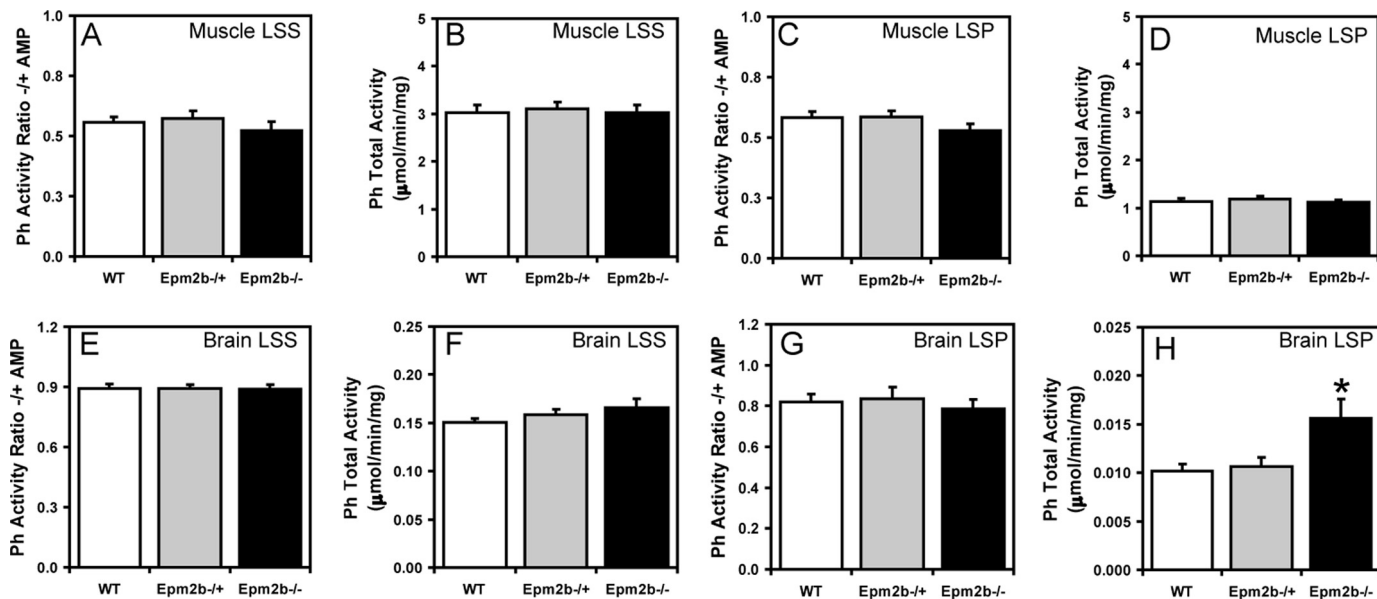 A
Muscle LSS
Ph Activity Ratio -/+ AMP
1.0
0.8
0.5
0.3
0.0
WT Epm2b-/+ Epm2b-/-
B
Muscle LSS
Ph Total Activity
(μmol/min/mg)
5
4
3
2
1
0
WT Epm2b-/+ Epm2b-/-
C
Muscle LSP
Ph Activity Ratio -/+ AMP
1.0
0.8
0.5
0.3
0.0
WT Epm2b-/+ Epm2b-/-
D
Muscle LSP
Ph Total Activity
(μmol/min/mg)
5
4
3
2
1
0
WT Epm2b-/+ Epm2b-/-
E
Brain LSS
Ph Activity Ratio -/+ AMP
1.2
0.9
0.6
0.3
0.0
WT Epm2b-/+ Epm2b-/-
F
Brain LSS
Ph Total Activity
(μmol/min/mg)
0.25
0.20
0.15
0.10
0.05
0.00
WT Epm2b-/+ Epm2b-/-
G
Brain LSP
Ph Activity Ratio -/+ AMP
1.2
1.0
0.8
0.6
0.4
0.2
0.0
WT Epm2b-/+ Epm2b-/-
H
Brain LSP
Ph Total Activity
(μmol/min/mg)
0.025
0.020
0.015
0.010
0.005
0.000
*
WT Epm2b-/+ Epm2b-/-